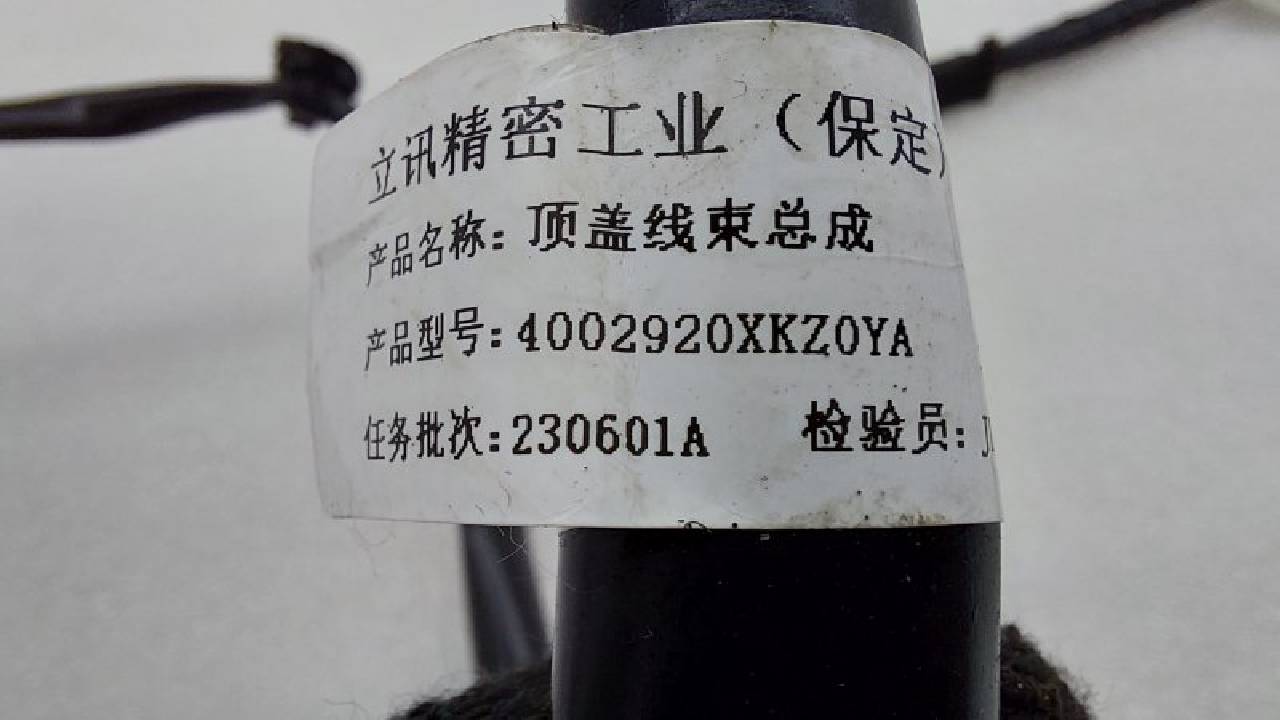 立讯精密工业（保定）
产品名称:顶盖线束总成
产品型号:4002920XKZ0YA
任务批次:230601A 检验员: